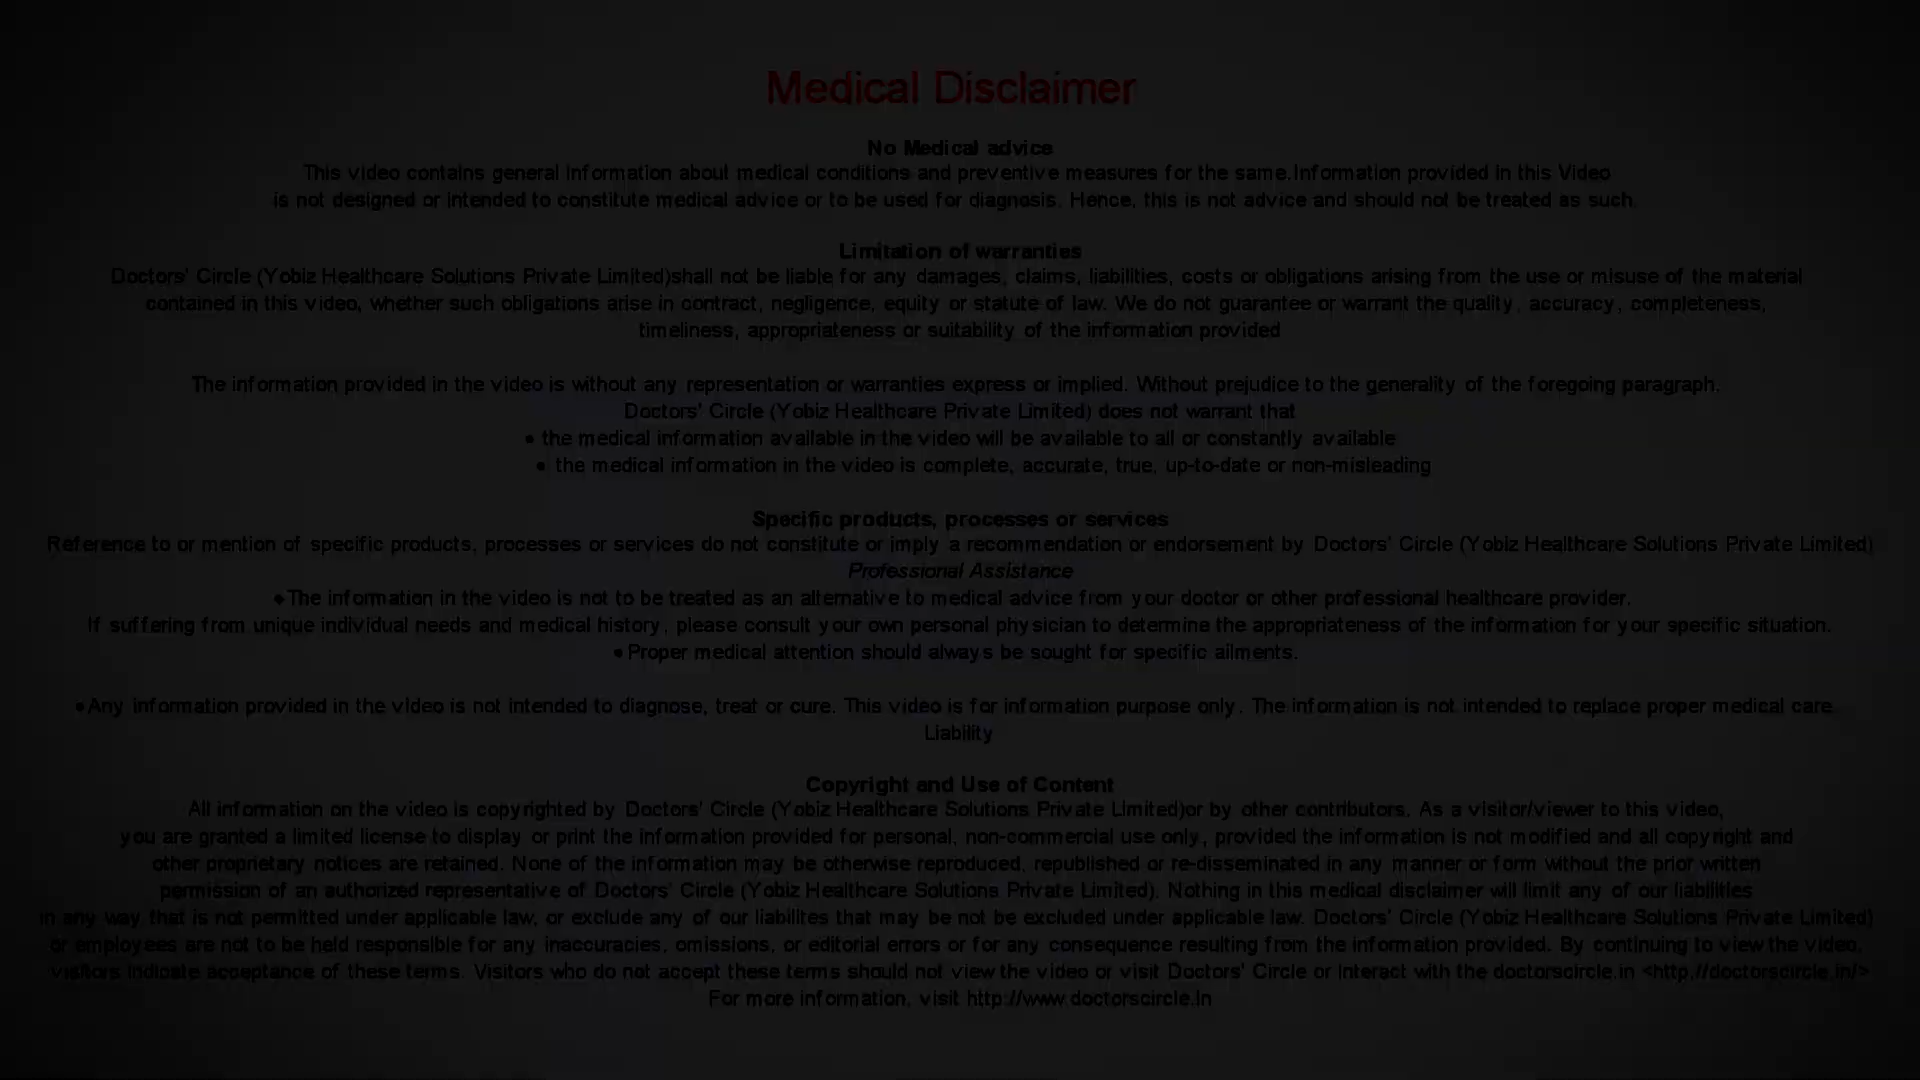 Medical Disclaimer
No Medical advice
This video contains general information about medical conditions and preventive measures for the same.Information provided in this Video
is not designed or intended to constitute medical advice or to be used for diagnosis. Hence, this is not advice and should not be treated as such.
Limitation of warranties
Doctors' Circle (Yobiz Healthcare Solutions Private Limited)shall not be liable for any damages, claims, liabilities, costs or obligations arising from the use or misuse of the material
contained in this video, whether such obligations arise in contract, negligence, equity or statute of law. We do not guarantee or warrant the quality, accuracy, completeness,
timeliness, appropriateness or suitability of the information provided
The information provided in the video is without any representation or warranties express or implied. Without prejudice to the generality of the foregoing paragraph.
Doctors' Circle (Yobiz Healthcare Private Limited) does not warrant that
• the medical information available in the video will be available to all or constantly available
• the medical information in the video is complete, accurate, true, up-to-date or non-misleading
Specific products, processes or services
Reference to or mention of specific products, processes or services do not constitute or imply a recommendation or endorsement by Doctors' Circle (Yobiz Healthcare Solutions Private Limited)
Professional Assistance
•The information in the video is not to be treated as an alternative to medical advice from your doctor or other professional healthcare provider.
If suffering from unique individual needs and medical history, please consult your own personal physician to determine the appropriateness of the information for your specific situation.
•Proper medical attention should always be sought for specific ailments.
•Any information provided in the video is not intended to diagnose, treat or cure. This video is for information purpose only. The information is not intended to replace proper medical care.
Liability
Copyright and Use of Content
All information on the video is copyrighted by Doctors' Circle (Yobiz Healthcare Solutions Private Limited)or by other contributors. As a visitor/viewer to this video,
you are granted a limited license to display or print the information provided for personal, non-commercial use only, provided the information is not modified and all copyright and
other proprietary notices are retained. None of the information may be otherwise reproduced, republished or re-disseminated in any manner or form without the prior written
permission of an authorized representative of Doctors' Circle (Yobiz Healthcare Solutions Private Limited). Nothing in this medical disclaimer will limit any of our liabilities
in any way that is not permitted under applicable law, or exclude any of our liabilites that may be not be excluded under applicable law. Doctors' Circle (Yobiz Healthcare Solutions Private Limited)
or employees are not to be held responsible for any inaccuracies, omissions, or editorial errors or for any consequence resulting from the information provided. By continuing to view the video,
visitors indicate acceptance of these terms. Visitors who do not accept these terms should not view the video or visit Doctors' Circle or Interact with the doctorscircle.in <http://doctorscircle.in/>
For more information, visit http://www.doctorscircle.in